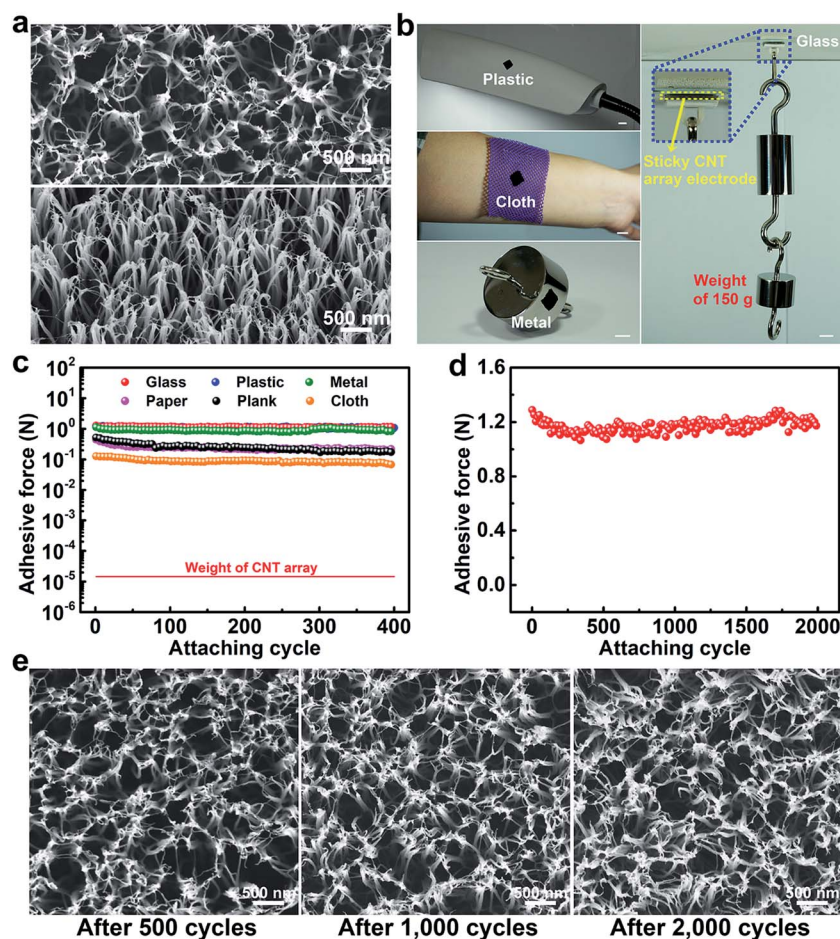 a
500 nm
500 nm
b
Plastic
Cloth
Metal
Glass
Sticky CNT
array electrode
Weight
of 150 g
c
Adhesive force (N)
10²
10¹
10⁰
10⁻¹
10⁻²
10⁻³
10⁻⁴
10⁻⁵
10⁻⁶
Glass Plastic Metal
Paper Plank Cloth
Weight of CNT array
0 100 200 300 400
Attaching cycle
d
Adhesive force (N)
1.6
1.2
0.8
0.4
0.0
0 500 1000 1500 2000
Attaching cycle
e
500 nm
500 nm
500 nm
After 500 cycles After 1,000 cycles After 2,000 cycles